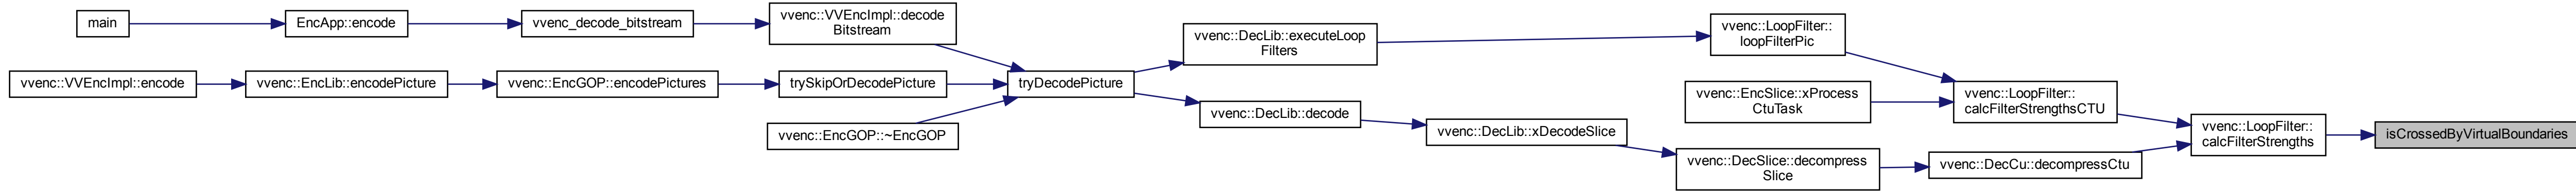 main
EncApp::encode
vvenc_decode_bitstream
vvenc::VVEncImpl::decode
Bitstream
vvenc::DecLib::executeLoop
Filters
vvenc::LoopFilter::
loopFilterPic
vvenc::VVEncImpl::encode
vvenc::EncLib::encodePicture
vvenc::EncGOP::encodePictures
trySkipOrDecodePicture
tryDecodePicture
vvenc::EncSlice::xProcess
CtuTask
vvenc::LoopFilter::
calcFilterStrengthsCTU
vvenc::EncGOP::~EncGOP
vvenc::DecLib::decode
vvenc::DecLib::xDecodeSlice
vvenc::DecSlice::decompress
Slice
vvenc::DecCu::decompressCtu
vvenc::LoopFilter::
calcFilterStrengths
isCrossedByVirtualBoundaries